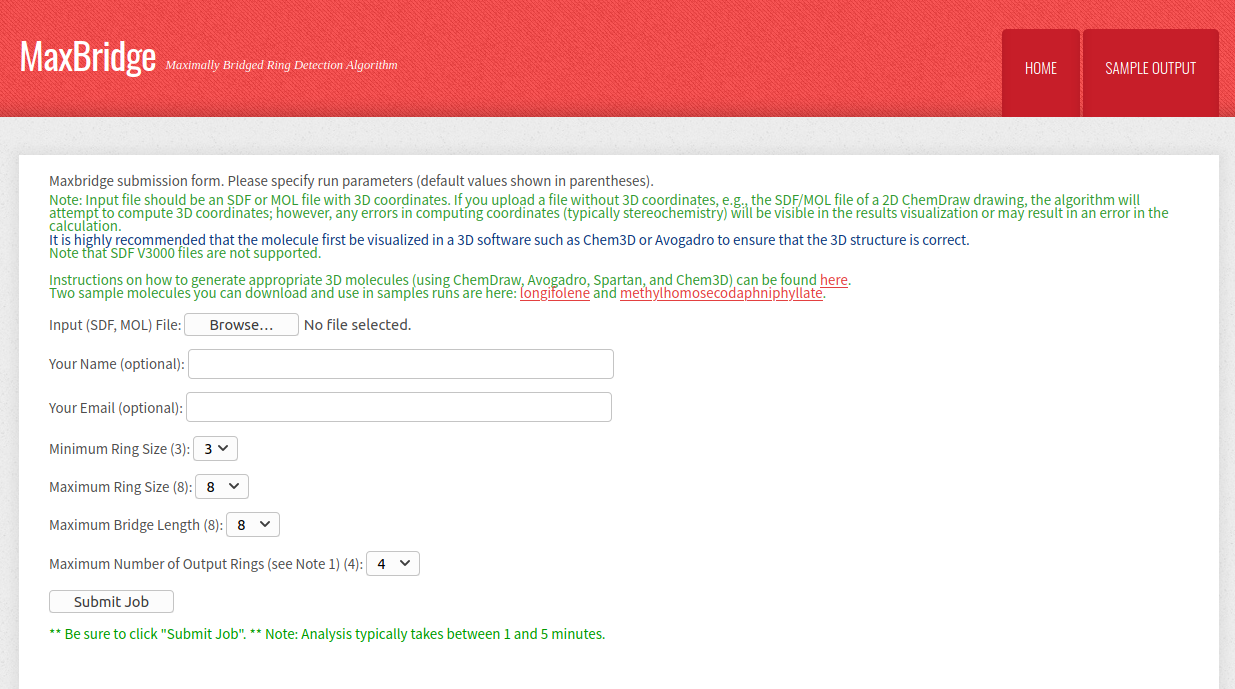 MaxBridge Maximally Bridged Ring Detection Algorithm
HOME
SAMPLE OUTPUT
Maxbridge submission form. Please specify run parameters (default values shown in parentheses).
Note: Input file should be an SDF or MOL file with 3D coordinates. If you upload a file without 3D coordinates, e.g., the SDF/MOL file of a 2D ChemDraw drawing, the algorithm will
attempt to compute 3D coordinates; however, any errors in computing coordinates (typically stereochemistry) will be visible in the results visualization or may result in an error in the
calculation.
It is highly recommended that the molecule first be visualized in a 3D software such as Chem3D or Avogadro to ensure that the 3D structure is correct.
Note that SDF V3000 files are not supported.
Instructions on how to generate appropriate 3D molecules (using ChemDraw, Avogadro, Spartan, and Chem3D) can be found here.
Two sample molecules you can download and use in samples runs are here: longifolene and methylhomosecodaphniphyllate.
Input (SDF, MOL) File: Browse... No file selected.
Your Name (optional):
Your Email (optional):
Minimum Ring Size (3): 3
Maximum Ring Size (8): 8
Maximum Bridge Length (8): 8
Maximum Number of Output Rings (see Note 1) (4): 4
Submit Job
** Be sure to click "Submit Job". ** Note: Analysis typically takes between 1 and 5 minutes.